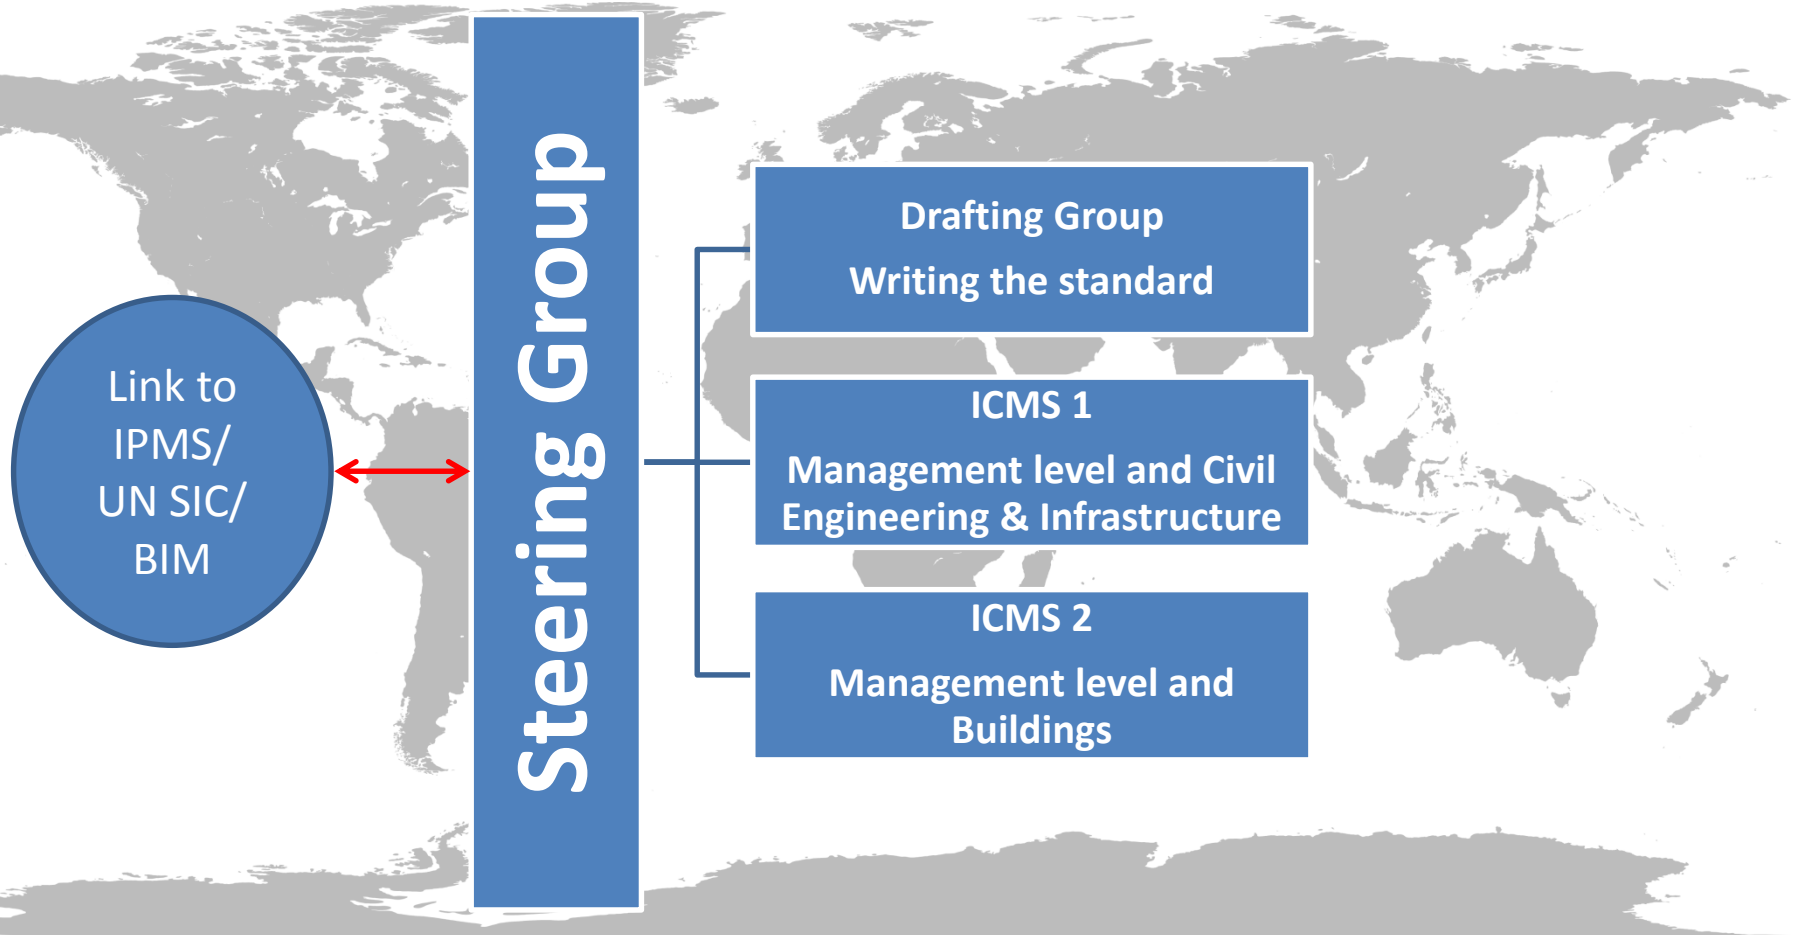 Link to
IPMS/
UN SIC/
BIM
Steering Group
Drafting Group
Writing the standard
ICMS 1
Management level and Civil
Engineering & Infrastructure
ICMS 2
Management level and
Buildings